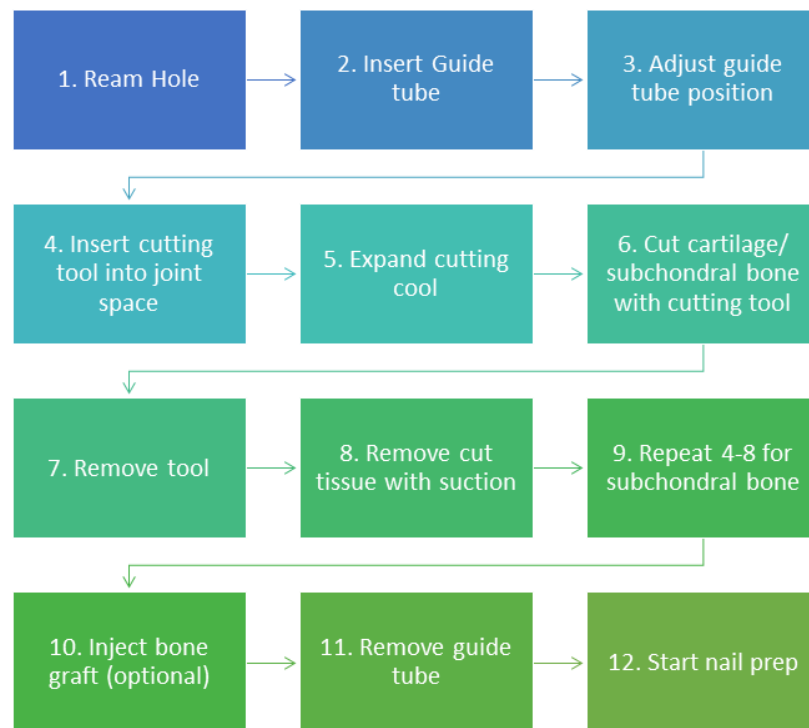 1. Ream Hole
2. Insert Guide
tube
3. Adjust guide
tube position
4. Insert cutting
tool into joint
space
5. Expand cutting
cool
6. Cut cartilage/
subchondral bone
with cutting tool
7. Remove tool
8. Remove cut
tissue with suction
9. Repeat 4-8 for
subchondral bone
10. Inject bone
graft (optional)
11. Remove guide
tube
12. Start nail prep